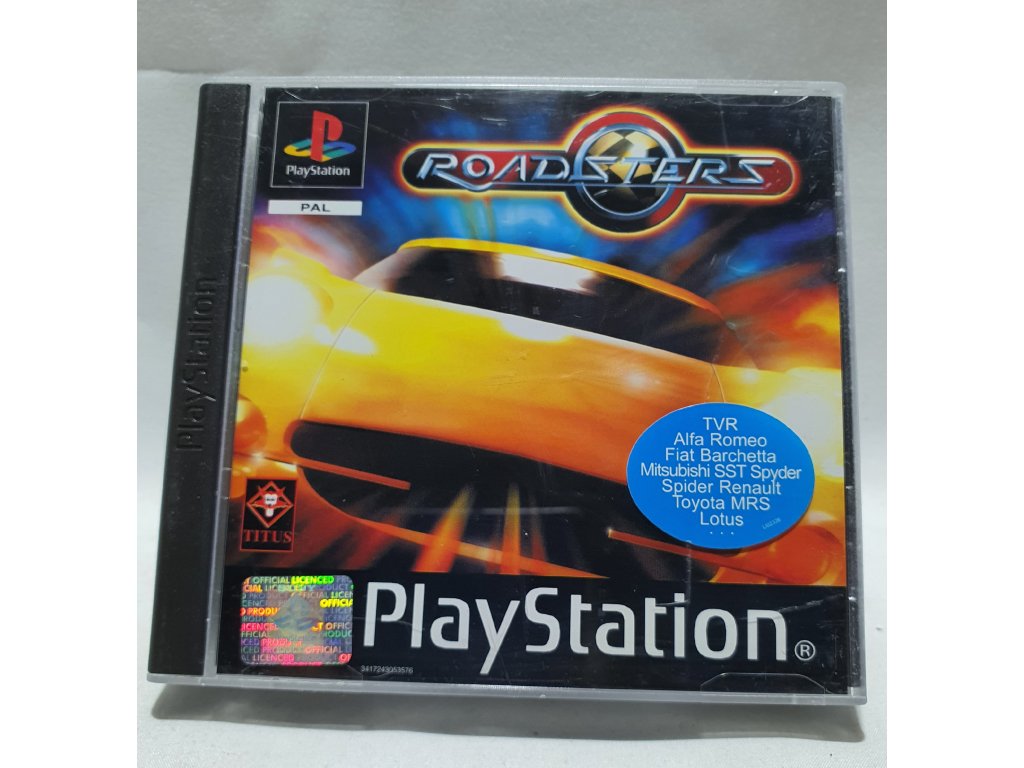 PlayStation
PAL
ROADSTERS
PlayStation
TVR
Alfa Romeo
Fiat Barchetta
Mitsubishi SST Spyder
Spider Renault
Toyota MRS
Lotus
...
TITUS
OFFICIAL LICENCED PRODUCT
PlayStation®
3417243053576